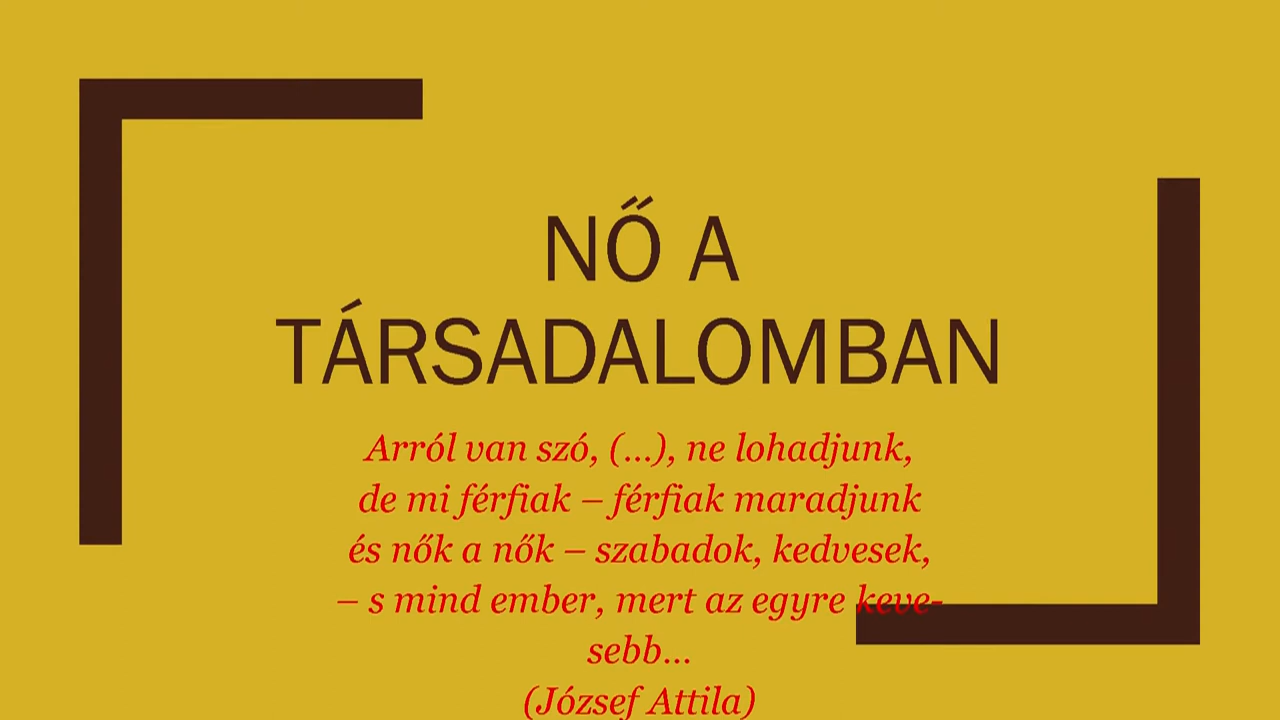 NŐ A
TÁRSADALOMBAN
Arról van szó, (...), ne lohadjunk,
de mi férfiak – férfiak maradjunk
és nők a nők – szabadok, kedvesek,
– s mind ember, mert az egyre keve-
sebb...
(József Attila)